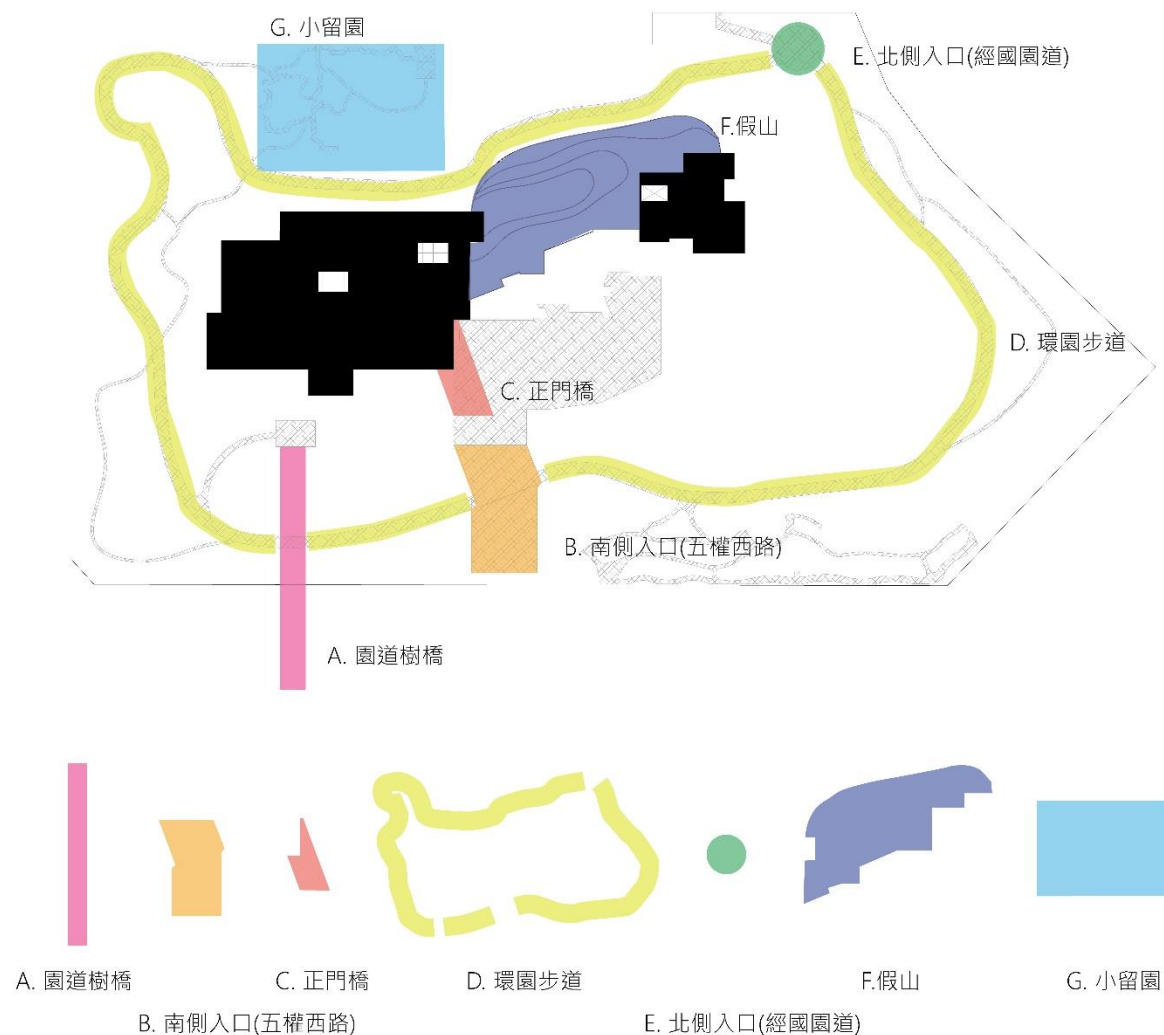 G. 小留園
E. 北側入口(經國園道)
F.假山
D. 環園步道
C. 正門橋
B. 南側入口(五權西路)
A. 園道樹橋
A. 園道樹橋
C. 正門橋
D. 環園步道
F.假山
G. 小留園
B. 南側入口(五權西路)
E. 北側入口(經國園道)